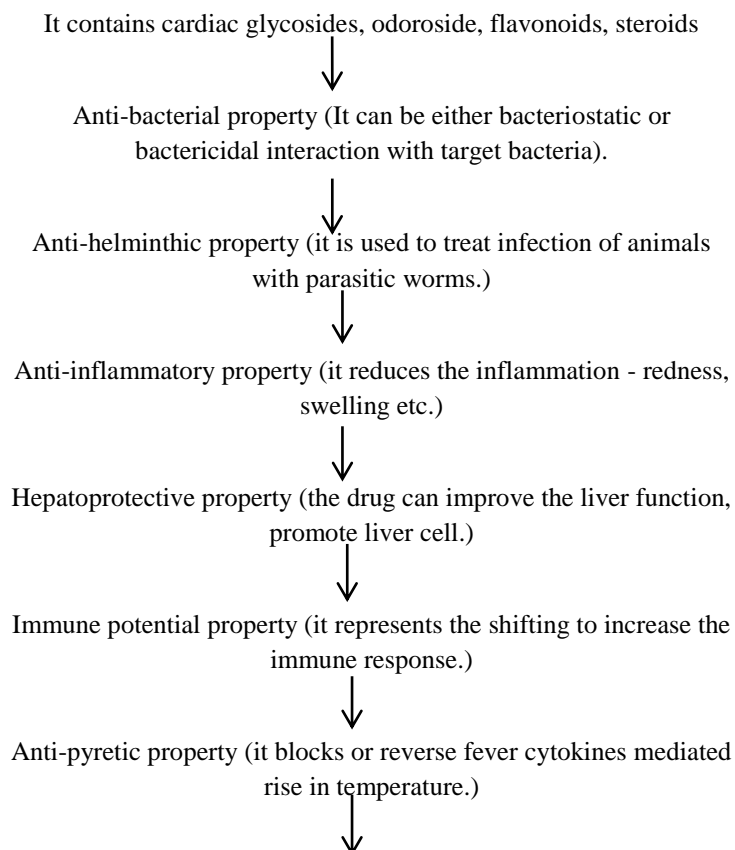 It contains cardiac glycosides, odoroside, flavonoids, steroids
Anti-bacterial property (It can be either bacteriostatic or
bactericidal interaction with target bacteria).
Anti-helminthic property (it is used to treat infection of animals
with parasitic worms.)
Anti-inflammatory property (it reduces the inflammation - redness,
swelling etc.)
Hepatoprotective property (the drug can improve the liver function,
promote liver cell.)
Immune potential property (it represents the shifting to increase the
immune response.)
Anti-pyretic property (it blocks or reverse fever cytokines mediated
rise in temperature.)